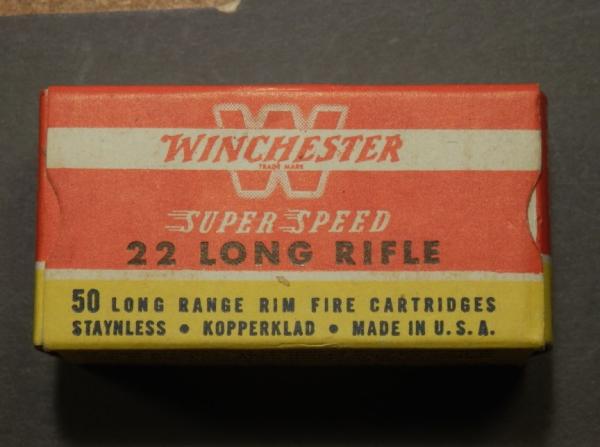 W
WINCHESTER
TRADE MARK
SUPER SPEED
22 LONG RIFLE
50 LONG RANGE RIM FIRE CARTRIDGES
STAYNLESS • KOPPERKLAD • MADE IN U.S.A.